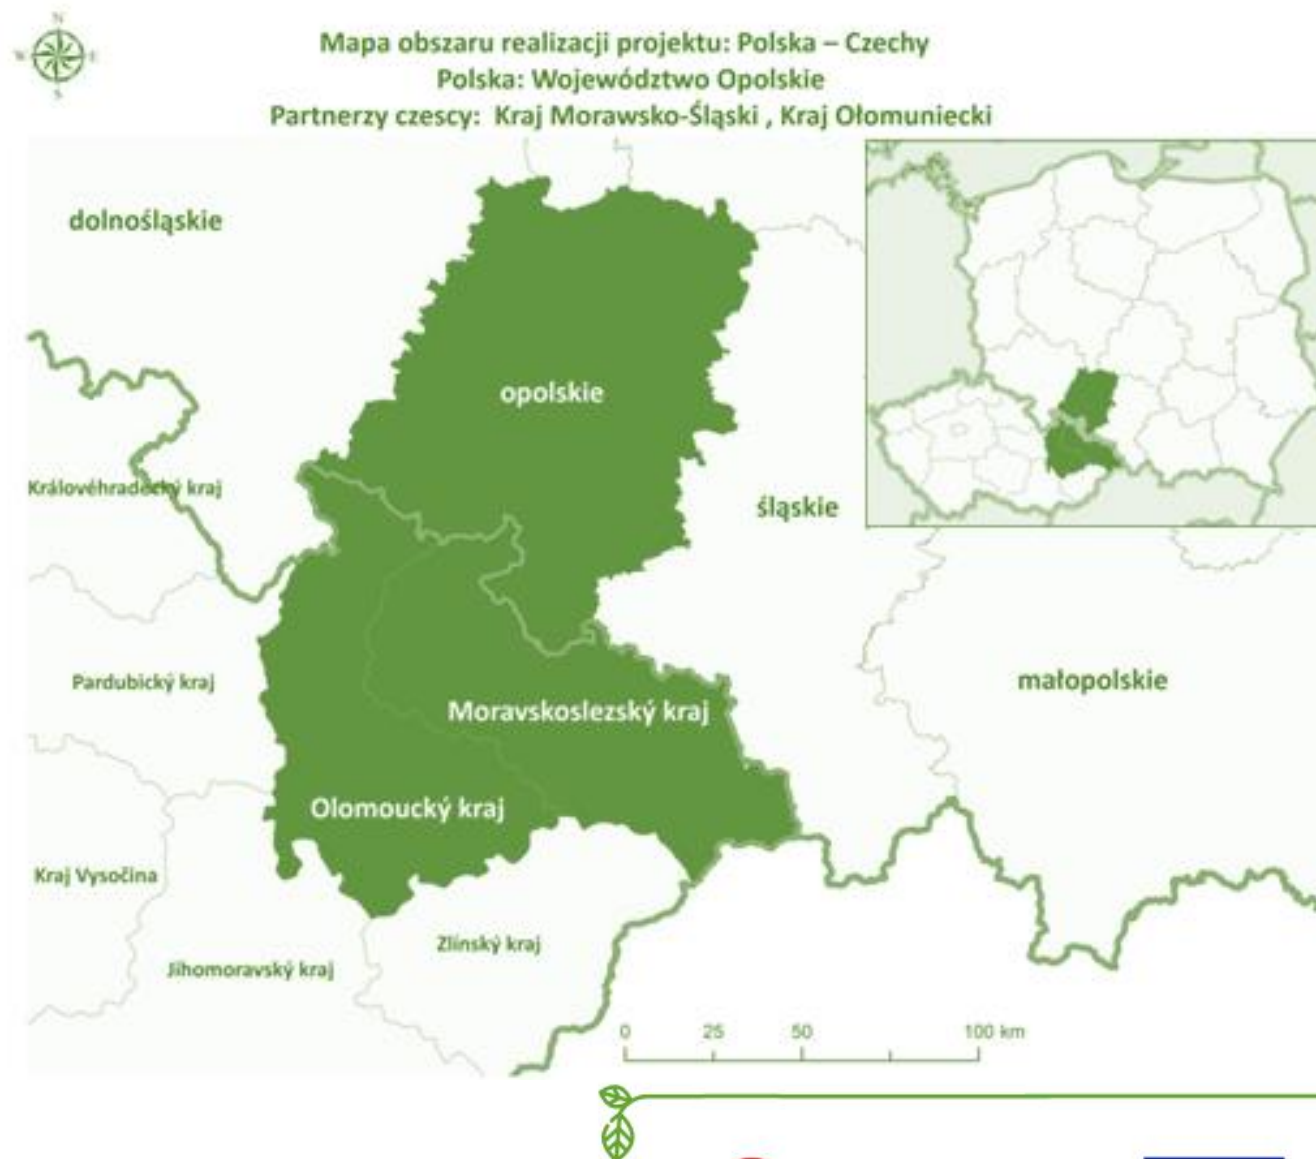 N
W
E
S
Mapa obszaru realizacji projektu: Polska – Czechy
Polska: Województwo Opolskie
Partnerzy czescy: Kraj Morawsko-Śląski , Kraj Ołomuniecki
dolnośląskie
opolskie
Královéhradecký kraj
śląskie
Pardubický kraj
małopolskie
Moravskoslezský kraj
Olomoucký kraj
Kraj Vysočina
Zlínský kraj
Jihomoravský kraj
0 25 50 100 km